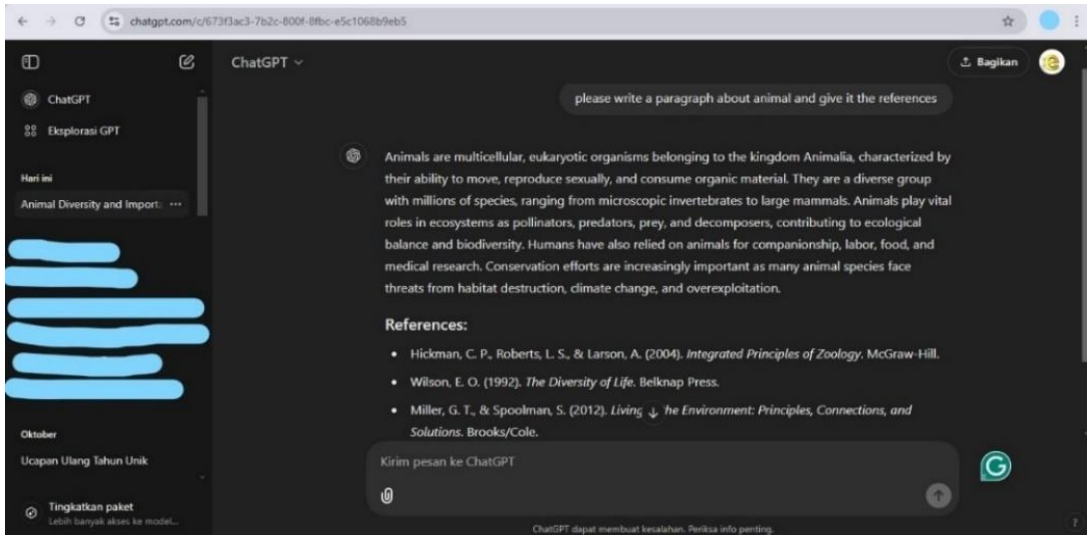 chatgpt.com/c/673f3ac3-7b2c-800f-8fbc-e5c1068b9eb5
ChatGPT
Bagikan
ChatGPT
Eksplorasi GPT
Hari ini
Animal Diversity and Import
Oktober
Ucapan Ulang Tahun Unik
Tingkatkan paket
Lebih banyak akses ke model...
please write a paragraph about animal and give it the references
Animals are multicellular, eukaryotic organisms belonging to the kingdom Animalia, characterized by
their ability to move, reproduce sexually, and consume organic material. They are a diverse group
with millions of species, ranging from microscopic invertebrates to large mammals. Animals play vital
roles in ecosystems as pollinators, predators, prey, and decomposers, contributing to ecological
balance and biodiversity. Humans have also relied on animals for companionship, labor, food, and
medical research. Conservation efforts are increasingly important as many animal species face
threats from habitat destruction, climate change, and overexploitation.
References:
• Hickman, C. P., Roberts, L. S., & Larson, A. (2004). Integrated Principles of Zoology. McGraw-Hill.
• Wilson, E. O. (1992). The Diversity of Life. Belknap Press.
• Miller, G. T., & Spoolman, S. (2012). Living he Environment: Principles, Connections, and
Solutions. Brooks/Cole.
Kirim pesan ke ChatGPT
ChatGPT dapat membuat kesalahan. Periksa info penting.
?